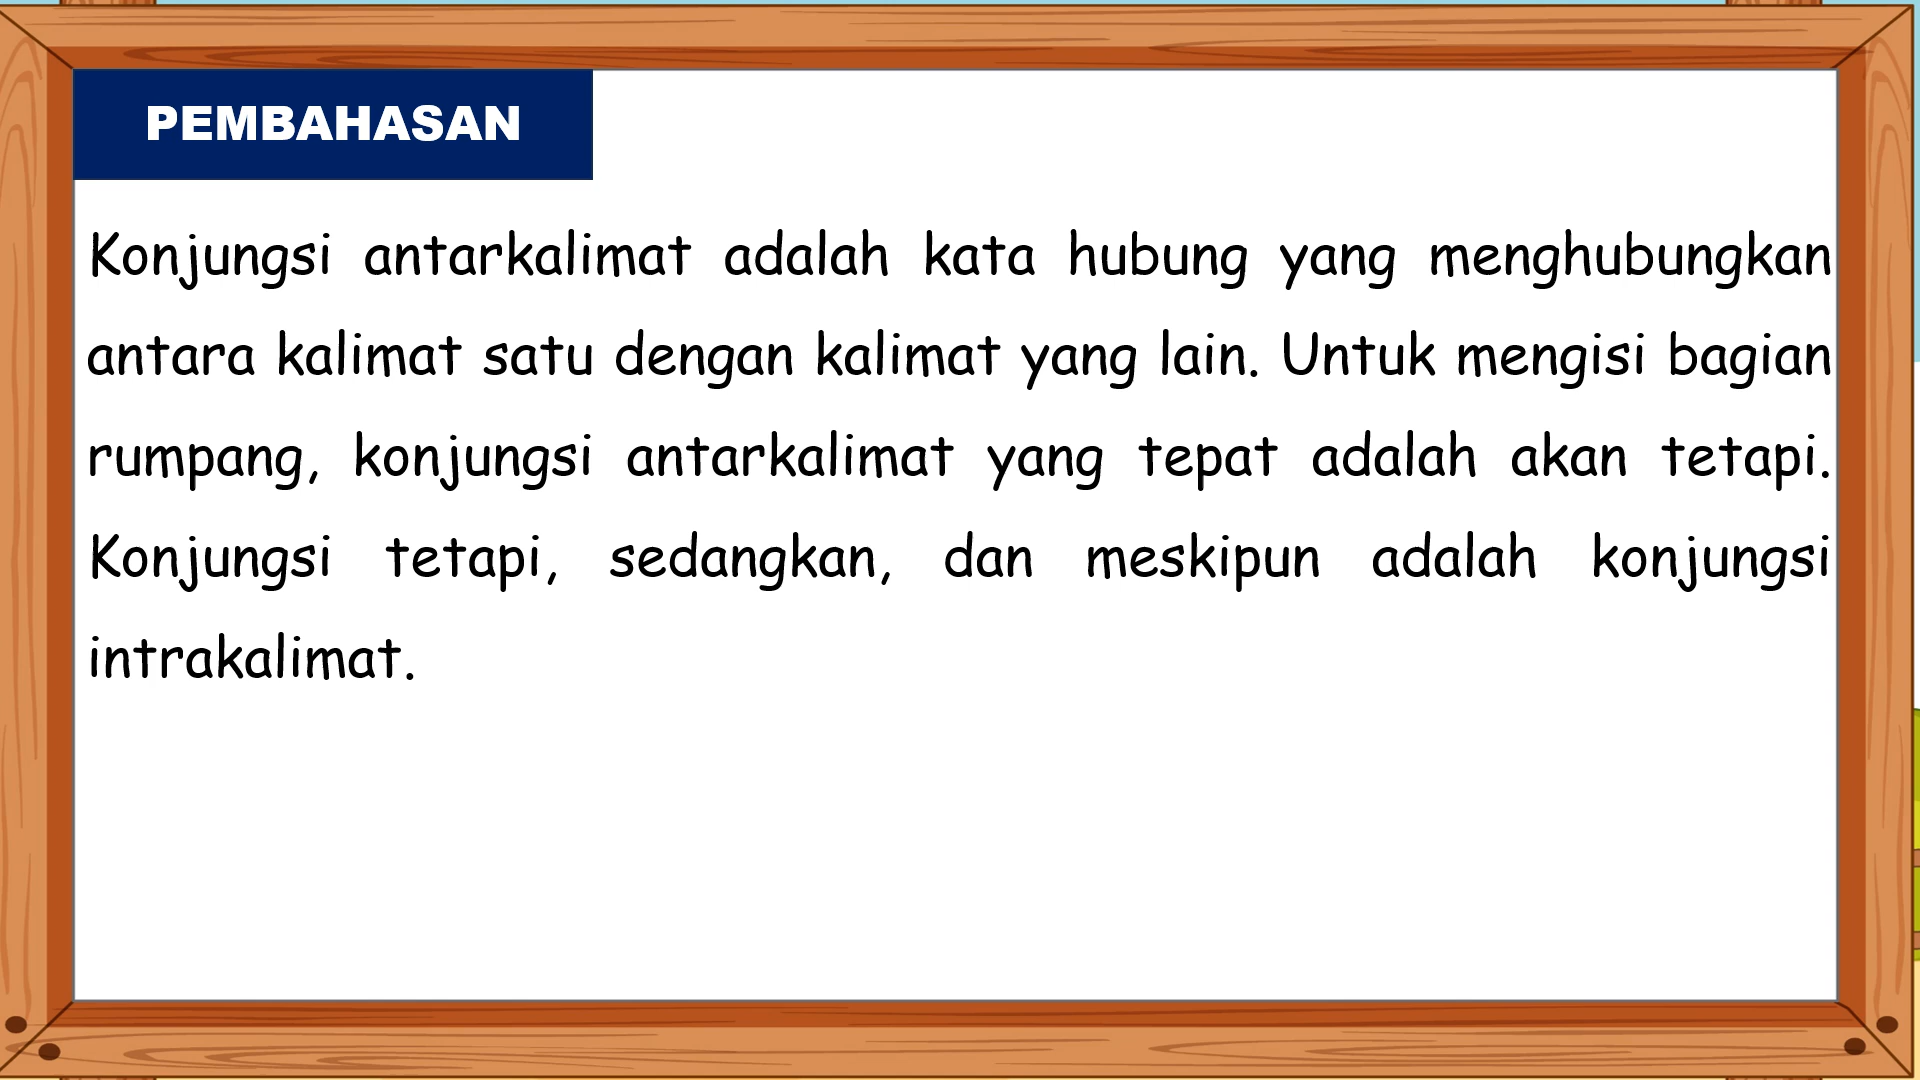 PEMBAHASAN
Konjungsi antarkalimat adalah kata hubung yang menghubungkan
antara kalimat satu dengan kalimat yang lain. Untuk mengisi bagian
rumpang, konjungsi antarkalimat yang tepat adalah akan tetapi.
Konjungsi tetapi, sedangkan, dan meskipun adalah konjungsi
intrakalimat.